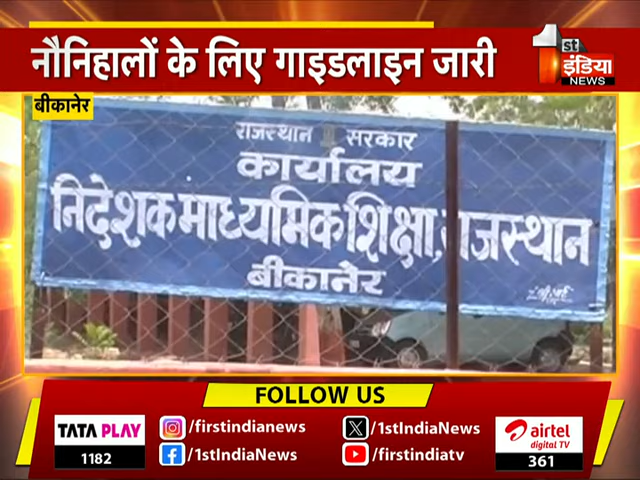 नौनिहालों के लिए गाइडलाइन जारी
1st
इंडिया
NEWS
बीकानेर
राजस्थान सरकार
कार्यालय
निदेशक माध्यमिक शिक्षा, राजस्थान
बीकानेर
FOLLOW US
TATA PLAY
1182
/firstindianews
/1stIndiaNews
/1stIndiaNews
/firstindiatv
airtel
digital TV
361